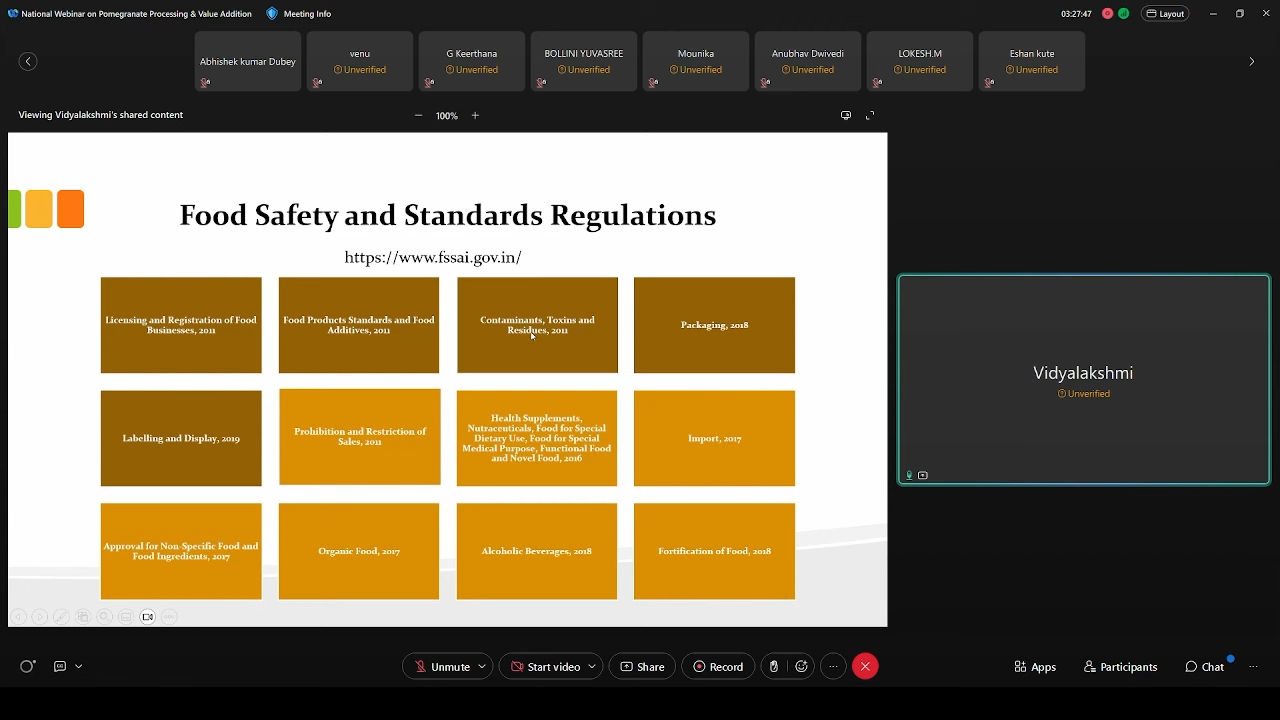 National Webinar on Pomegranate Processing & Value Addition
Meeting Info
03:27:47
Layout
Abhishek kumar Dubey
venu
Unverified
G Keerthana
Unverified
BOLLINI YUVASREE
Unverified
Mounika
Unverified
Anubhav Dwivedi
Unverified
LOKESH.M
Unverified
Eshan kute
Unverified
Viewing Vidyalakshmi's shared content
100%
Food Safety and Standards Regulations
https://www.fssai.gov.in/
Licensing and Registration of Food
Businesses, 2011
Food Products Standards and Food
Additives, 2011
Contaminants, Toxins and
Residues, 2011
Packaging, 2018
Labelling and Display, 2019
Prohibition and Restriction of
Sales, 2011
Health Supplements,
Nutraceuticals, Food for Special
Dietary Use, Food for Special
Medical Purpose, Functional Food
and Novel Food, 2016
Import, 2017
Approval for Non-Specific Food and
Food Ingredients, 2017
Organic Food, 2017
Alcoholic Beverages, 2018
Fortification of Food, 2018
Vidyalakshmi
Unverified
Unmute
Start video
Share
Record
Apps
Participants
Chat